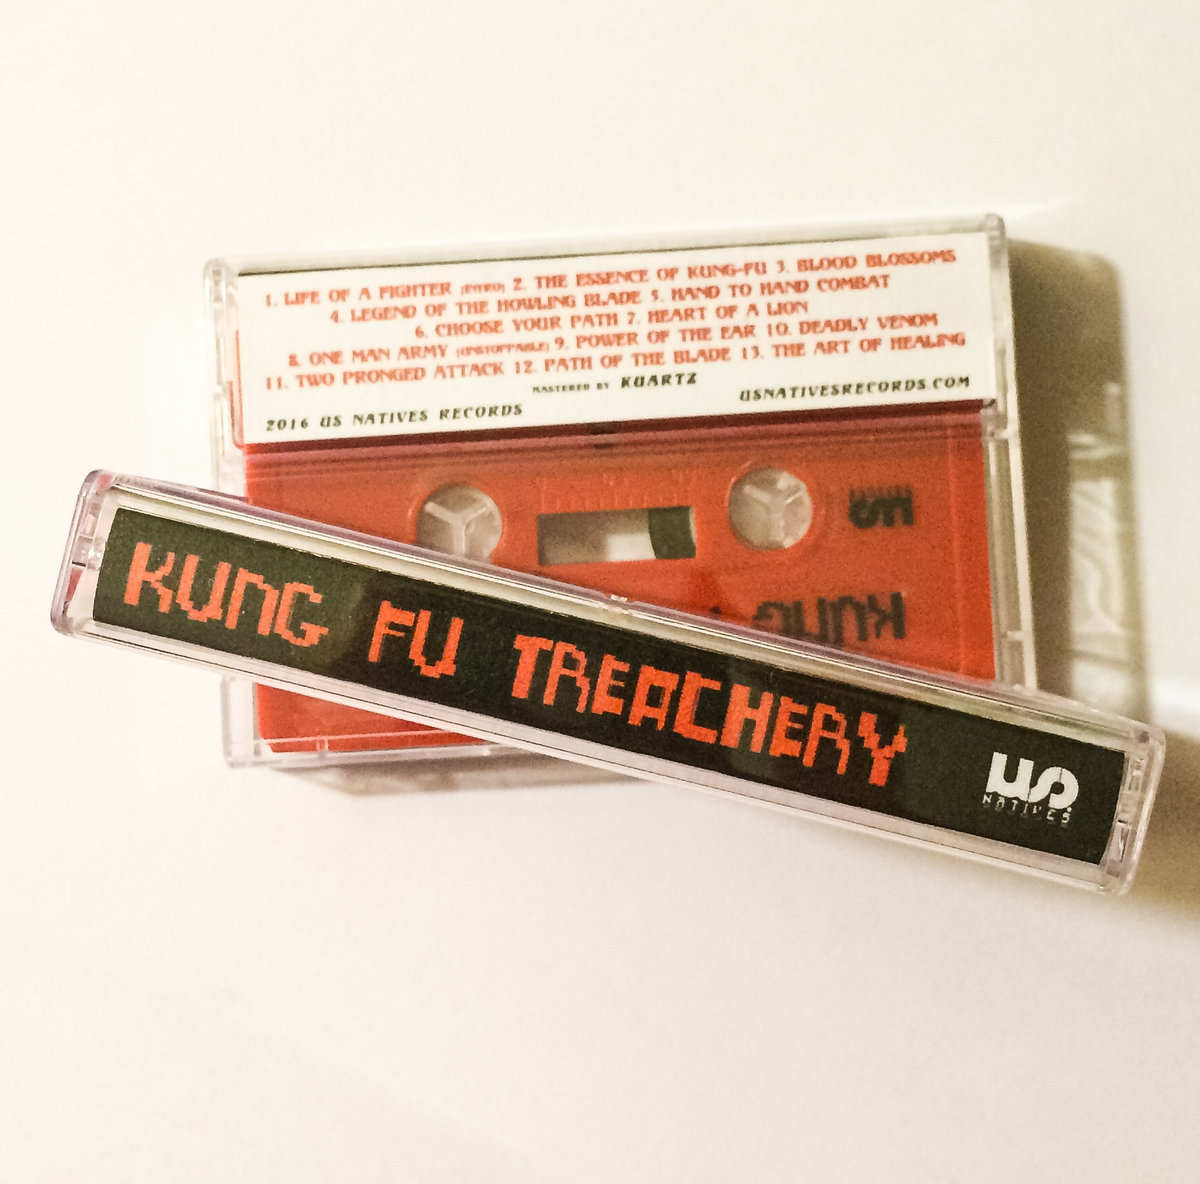 1. LIFE OF A FIGHTER (INTRO) 2. THE ESSENCE OF KUNG-FU 3. BLOOD BLOSSOMS
4. LEGEND OF THE HOWLING BLADE 5. HAND TO HAND COMBAT
6. CHOOSE YOUR PATH 7. HEART OF A LION
8. ONE MAN ARMY (UNSTOPPABLE) 9. POWER OF THE EAR 10. DEADLY VENOM
11. TWO PRONGED ATTACK 12. PATH OF THE BLADE 13. THE ART OF HEALING
MASTERED BY KUARTZ
2016 US NATIVES RECORDS
USNATIVESRECORDS.COM
US
KUNG
KUNG FU TREACHERY
US
NATIVES